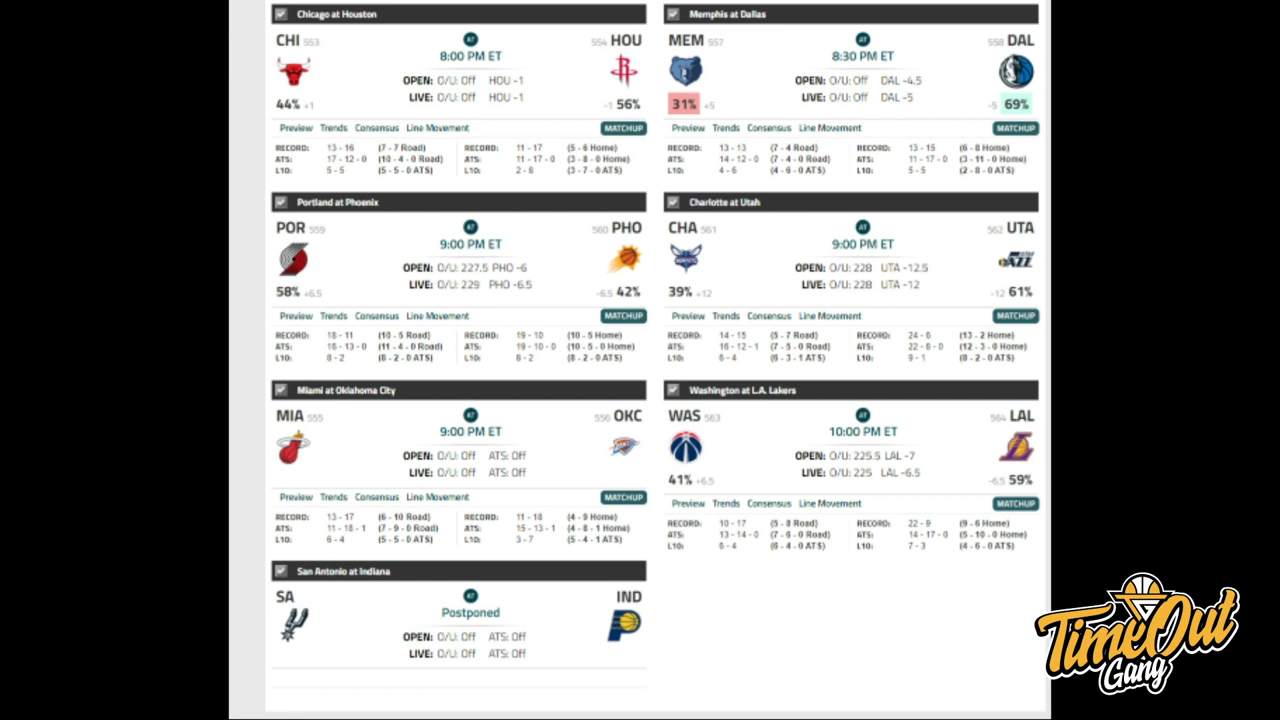 Chicago at Houston
CHI 553
AT
554 HOU
8:00 PM ET
OPEN: O/U: Off HOU -1
LIVE: O/U: Off HOU -1
44% +1
-1 56%
Preview Trends Consensus Line Movement MATCHUP
RECORD: 13 - 16 (7 - 7 Road) RECORD: 11 - 17 (5 - 6 Home)
ATS: 17 - 12 - 0 (10 - 4 - 0 Road) ATS: 11 - 17 - 0 (3 - 8 - 0 Home)
L10: 5 - 5 (5 - 5 - 0 ATS) L10: 2 - 8 (3 - 7 - 0 ATS)
Memphis at Dallas
MEM 557
AT
558 DAL
8:30 PM ET
OPEN: O/U: Off DAL -4.5
LIVE: O/U: Off DAL -5
31% +5
-5 69%
Preview Trends Consensus Line Movement MATCHUP
RECORD: 13 - 13 (7 - 4 Road) RECORD: 13 - 15 (6 - 8 Home)
ATS: 14 - 12 - 0 (7 - 4 - 0 Road) ATS: 11 - 17 - 0 (3 - 11 - 0 Home)
L10: 4 - 6 (4 - 6 - 0 ATS) L10: 5 - 5 (2 - 8 - 0 ATS)
Portland at Phoenix
POR 559
AT
560 PHO
9:00 PM ET
OPEN: O/U: 227.5 PHO -6
LIVE: O/U: 229 PHO -6.5
58% +6.5
-6.5 42%
Preview Trends Consensus Line Movement MATCHUP
RECORD: 18 - 11 (10 - 5 Road) RECORD: 19 - 10 (10 - 5 Home)
ATS: 16 - 13 - 0 (11 - 4 - 0 Road) ATS: 19 - 10 - 0 (10 - 5 - 0 Home)
L10: 8 - 2 (8 - 2 - 0 ATS) L10: 8 - 2 (8 - 2 - 0 ATS)
Charlotte at Utah
CHA 561
AT
562 UTA
9:00 PM ET
OPEN: O/U: 228 UTA -12.5
LIVE: O/U: 228 UTA -12
39% +12
-12 61%
Preview Trends Consensus Line Movement MATCHUP
RECORD: 14 - 15 (5 - 7 Road) RECORD: 24 - 6 (13 - 2 Home)
ATS: 16 - 12 - 1 (7 - 5 - 0 Road) ATS: 22 - 8 - 0 (12 - 3 - 0 Home)
L10: 6 - 4 (6 - 3 - 1 ATS) L10: 9 - 1 (8 - 2 - 0 ATS)
Miami at Oklahoma City
MIA 555
AT
556 OKC
9:00 PM ET
OPEN: O/U: Off ATS: Off
LIVE: O/U: Off ATS: Off
Preview Trends Consensus Line Movement MATCHUP
RECORD: 13 - 17 (6 - 10 Road) RECORD: 11 - 18 (4 - 9 Home)
ATS: 11 - 18 - 1 (7 - 9 - 0 Road) ATS: 15 - 13 - 1 (4 - 8 - 1 Home)
L10: 6 - 4 (5 - 5 - 0 ATS) L10: 3 - 7 (5 - 4 - 1 ATS)
Washington at L.A. Lakers
WAS 563
AT
564 LAL
10:00 PM ET
OPEN: O/U: 225.5 LAL -7
LIVE: O/U: 225 LAL -6.5
41% +6.5
-6.5 59%
Preview Trends Consensus Line Movement MATCHUP
RECORD: 10 - 17 (5 - 8 Road) RECORD: 22 - 9 (9 - 6 Home)
ATS: 13 - 14 - 0 (7 - 6 - 0 Road) ATS: 14 - 17 - 0 (5 - 10 - 0 Home)
L10: 6 - 4 (6 - 4 - 0 ATS) L10: 7 - 3 (4 - 6 - 0 ATS)
San Antonio at Indiana
SA
AT
IND
Postponed
OPEN: O/U: Off ATS: Off
LIVE: O/U: Off ATS: Off
TimeOut
Gang